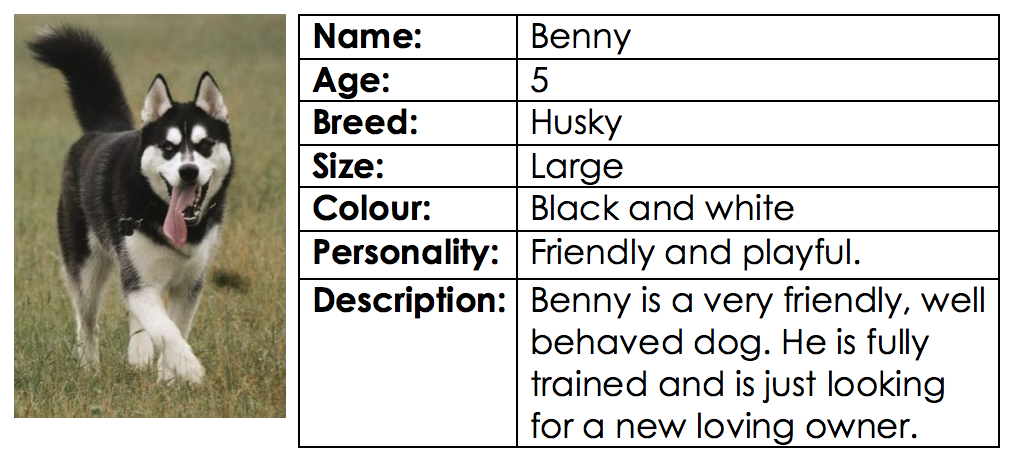 Name: Benny
Age: 5
Breed: Husky
Size: Large
Colour: Black and white
Personality: Friendly and playful.
Description: Benny is a very friendly, well
behaved dog. He is fully
trained and is just looking
for a new loving owner.